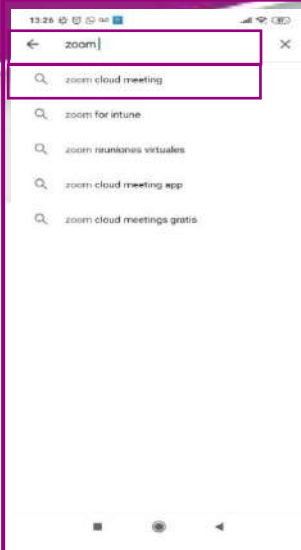 13:26
zoom
zoom cloud meeting
zoom for intune
zoom reuniones virtuales
zoom cloud meeting app
zoom cloud meetings gratis